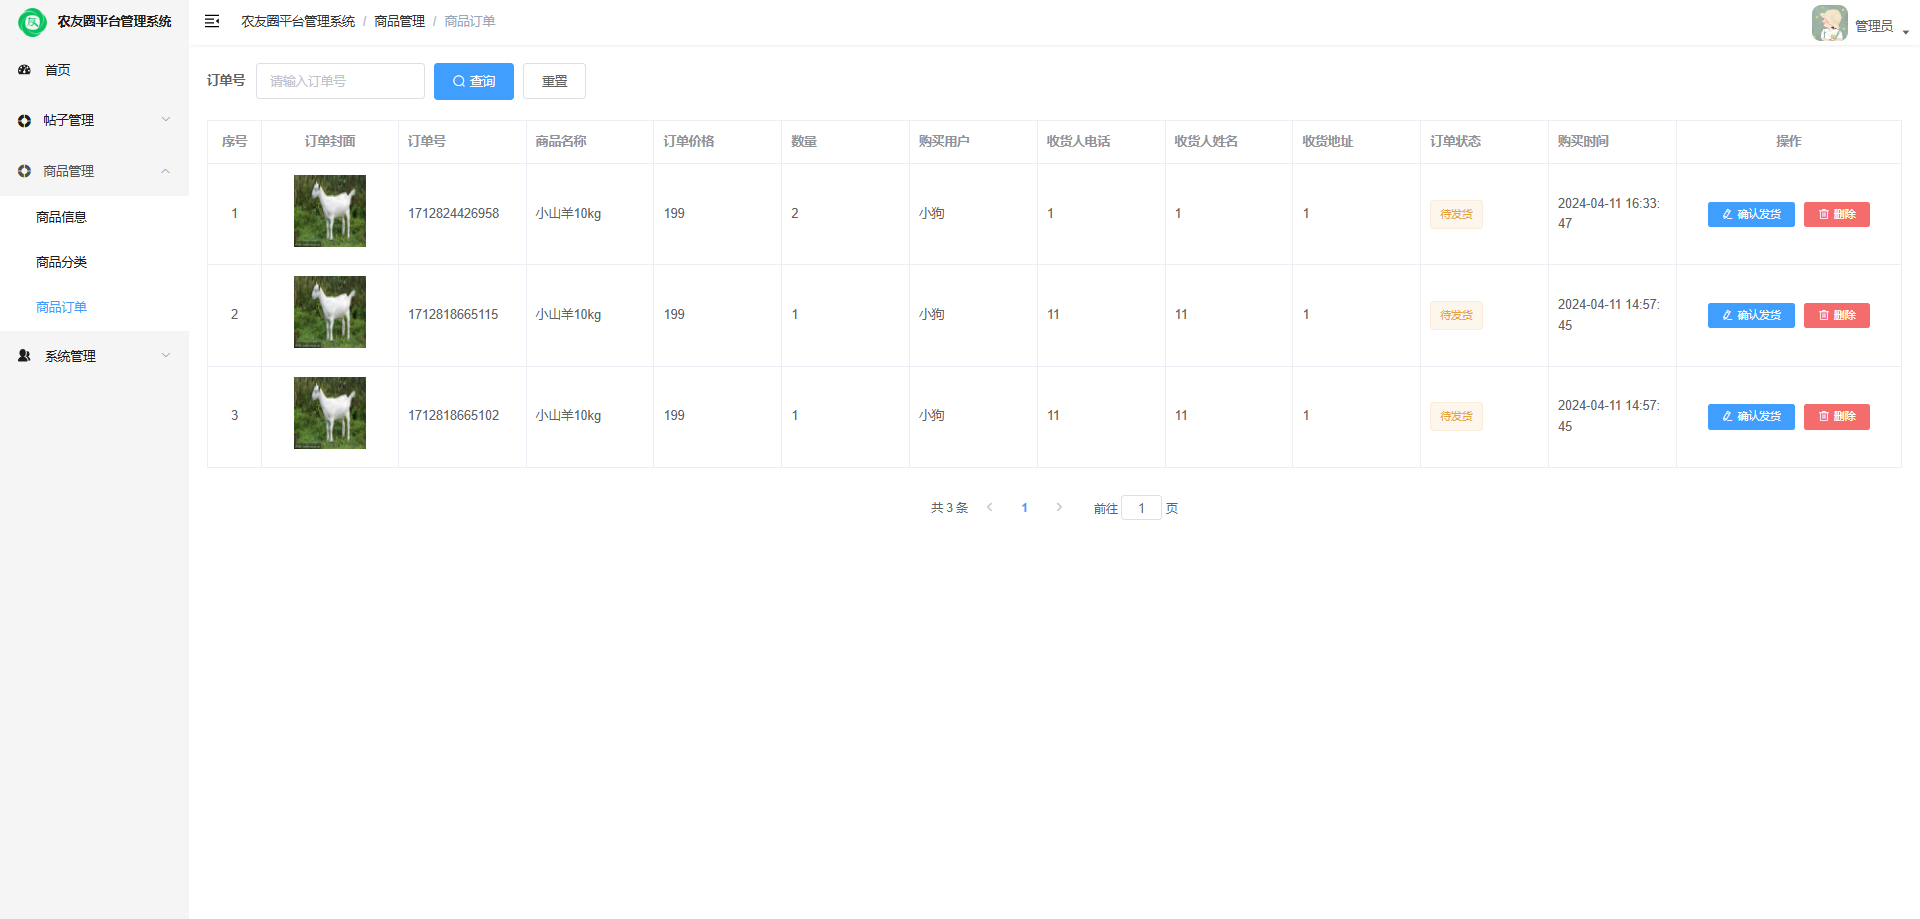 农友圈平台管理系统
农友圈平台管理系统 / 商品管理 / 商品订单
管理员
首页
帖子管理
商品管理
商品信息
商品分类
商品订单
系统管理
订单号 请输入订单号 查询 重置
序号 订单封面 订单号 商品名称 订单价格 数量 购买用户 收货人电话 收货人姓名 收货地址 订单状态 购买时间 操作
1 1712824426958 小山羊10kg 199 2 小狗 1 1 1 待发货 2024-04-11 16:33:
47 确认发货 删除
2 1712818665115 小山羊10kg 199 1 小狗 11 11 1 待发货 2024-04-11 14:57:
45 确认发货 删除
3 1712818665102 小山羊10kg 199 1 小狗 11 11 1 待发货 2024-04-11 14:57:
45 确认发货 删除
共 3 条 1 前往 1 页